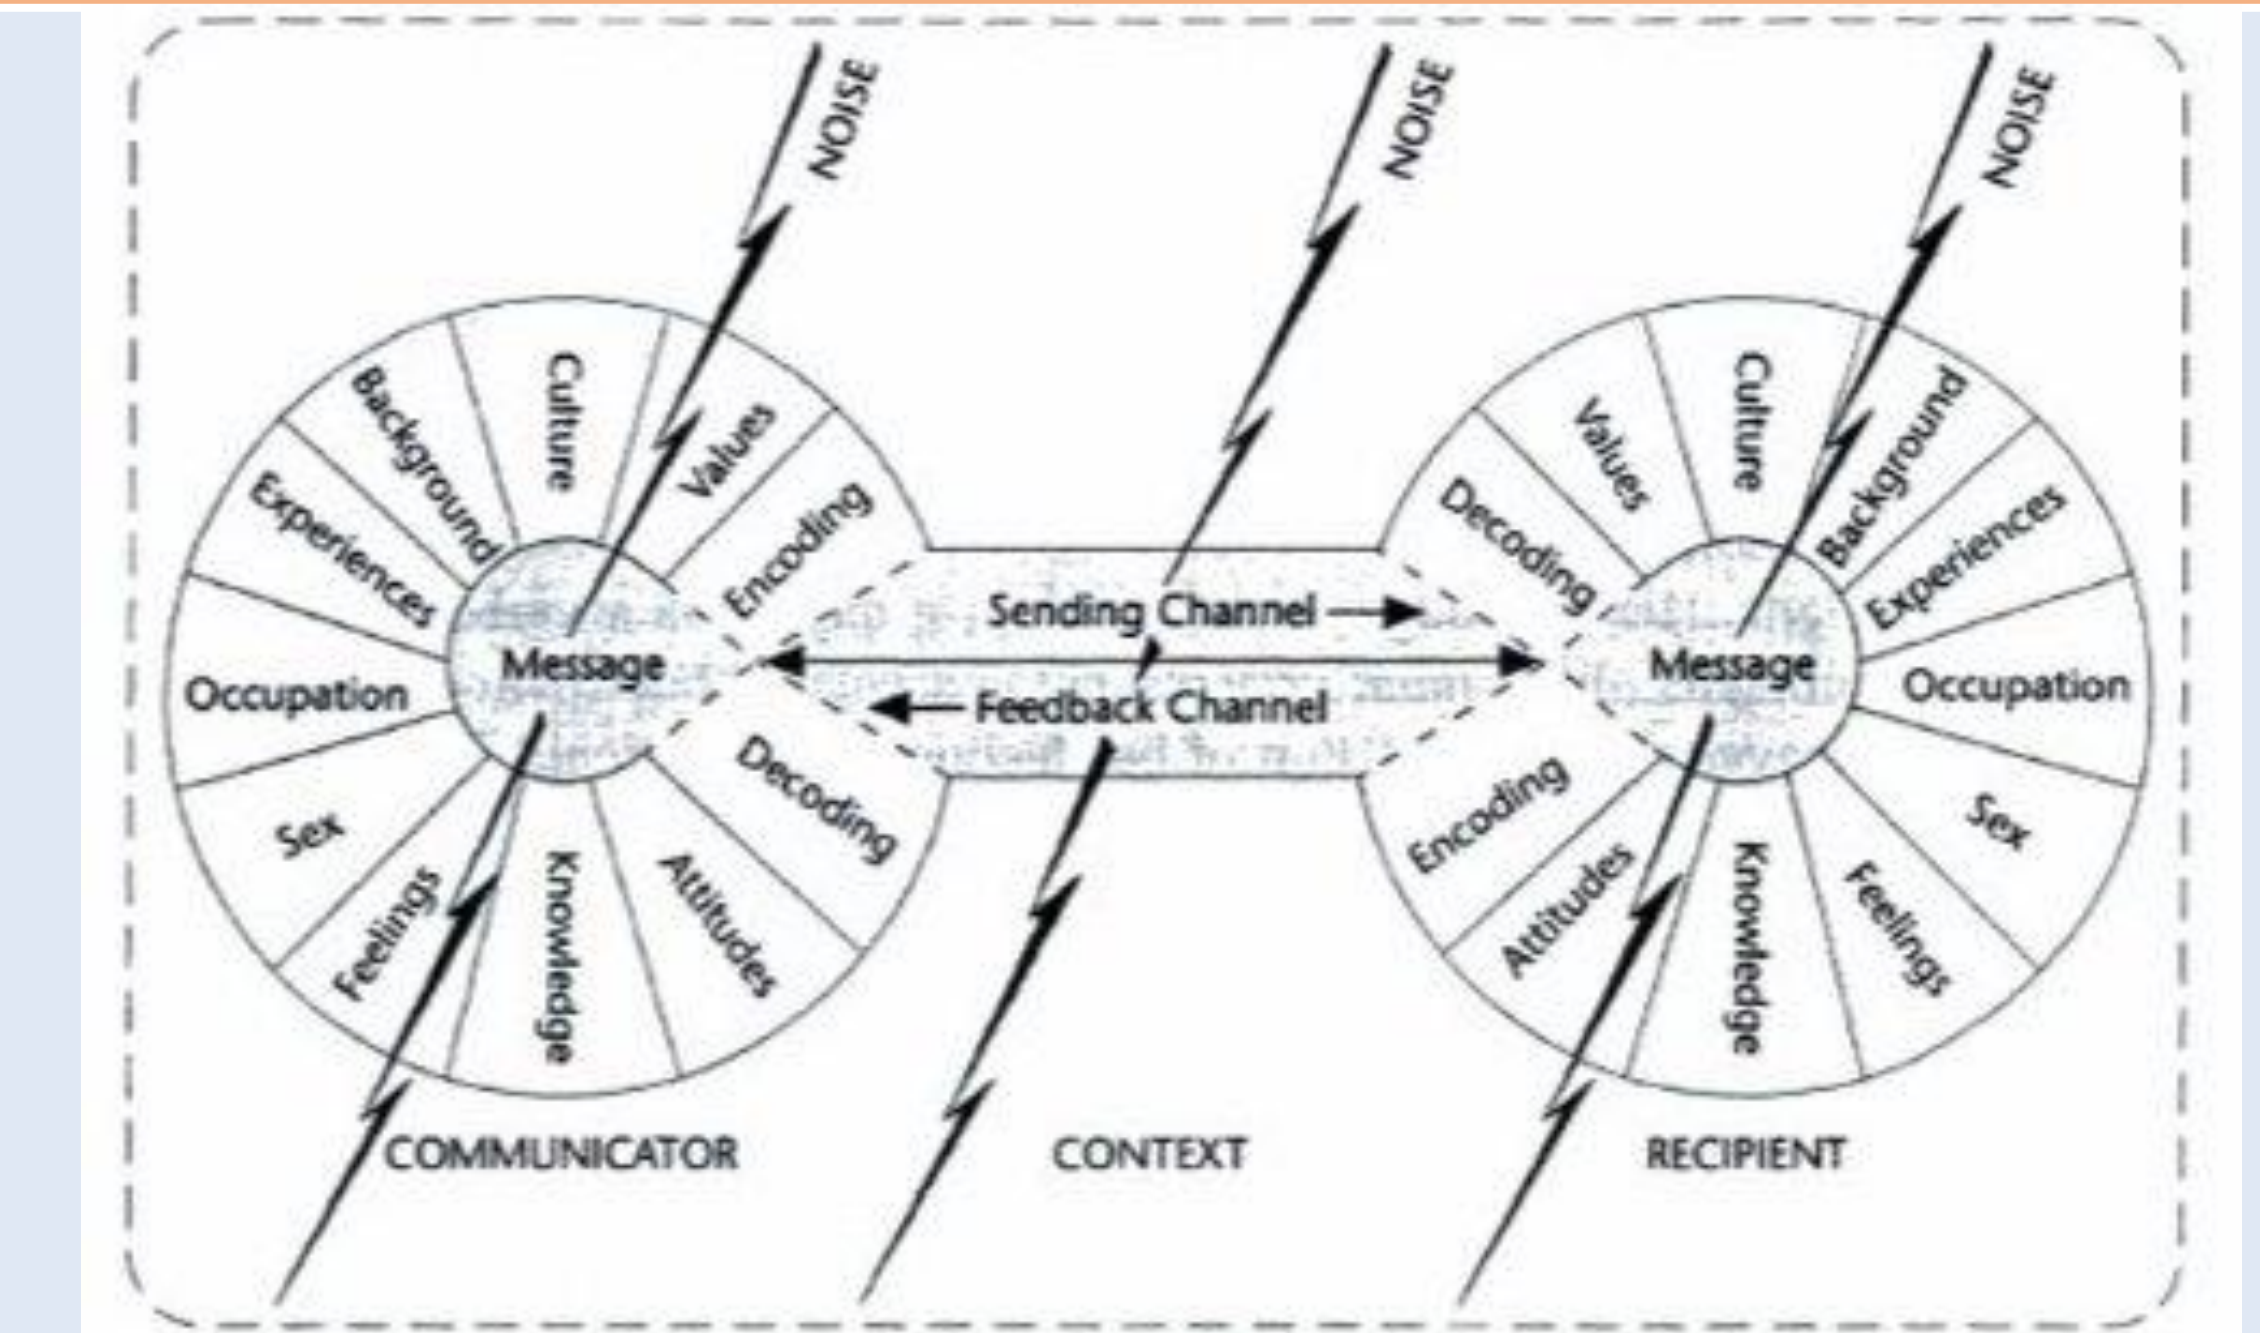 NOISE
NOISE
NOISE
Culture
Values
Encoding
Background
Experiences
Occupation
Sex
Feelings
Knowledge
Attitudes
Decoding
Message
Sending Channel
Feedback Channel
Culture
Values
Decoding
Background
Experiences
Occupation
Sex
Feelings
Knowledge
Attitudes
Encoding
Message
COMMUNICATOR
CONTEXT
RECIPIENT